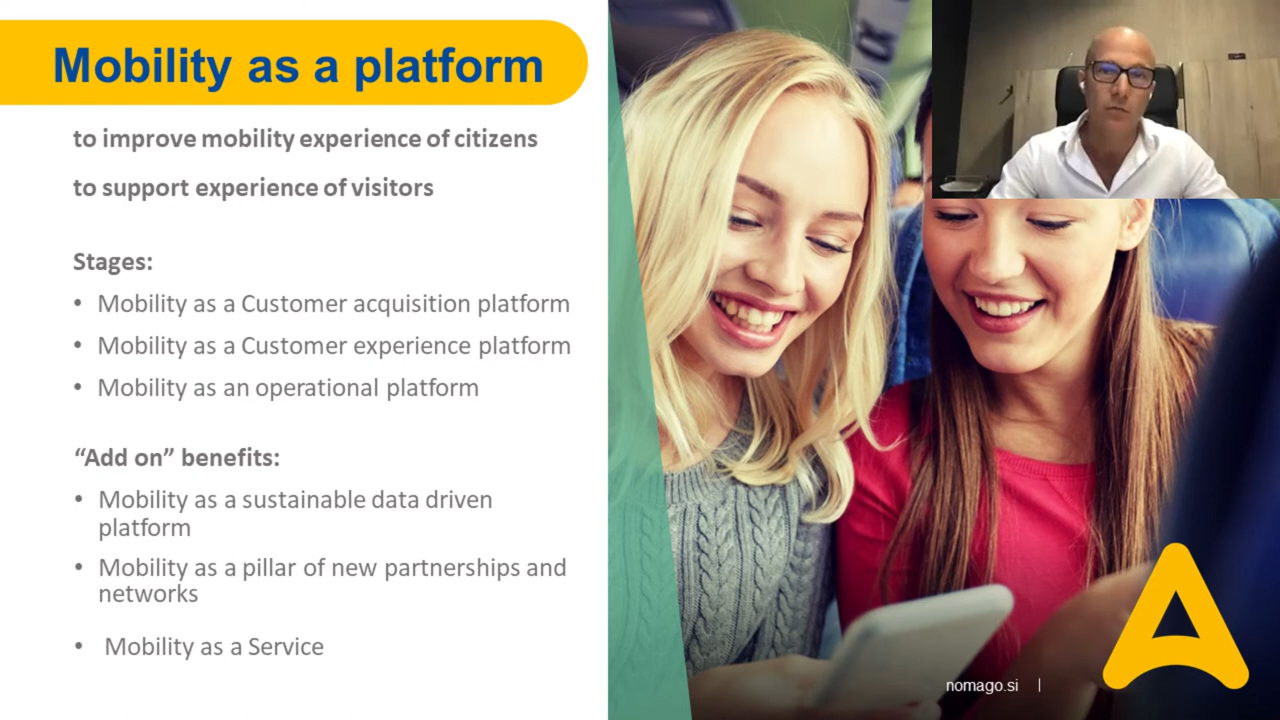 Mobility as a platform
to improve mobility experience of citizens
to support experience of visitors
Stages:
• Mobility as a Customer acquisition platform
• Mobility as a Customer experience platform
• Mobility as an operational platform
“Add on” benefits:
• Mobility as a sustainable data driven
platform
• Mobility as a pillar of new partnerships and
networks
• Mobility as a Service
nomago.si |